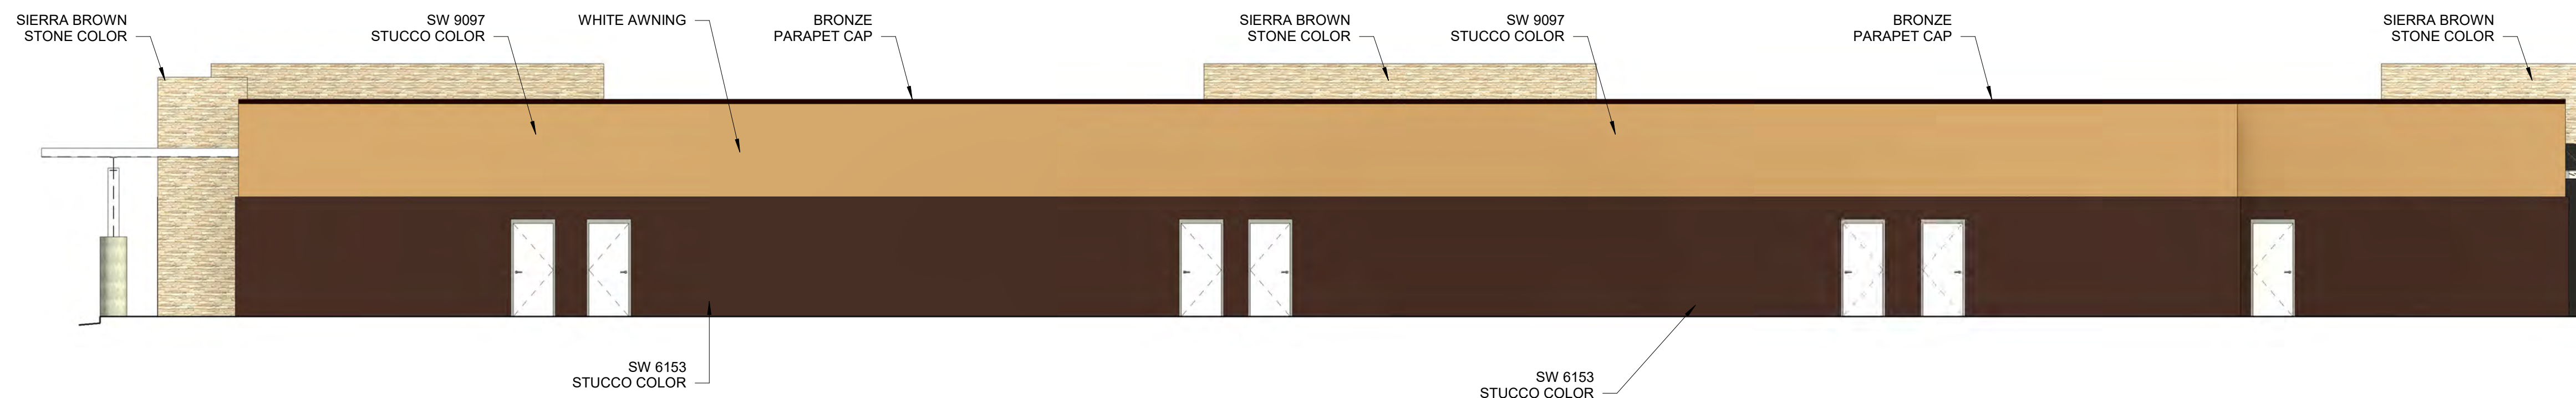 SIERRA BROWN
STONE COLOR
SW 9097
STUCCO COLOR
WHITE AWNING
BRONZE
PARAPET CAP
SIERRA BROWN
STONE COLOR
SW 9097
STUCCO COLOR
BRONZE
PARAPET CAP
SIERRA BROWN
STONE COLOR
SW 6153
STUCCO COLOR
SW 6153
STUCCO COLOR